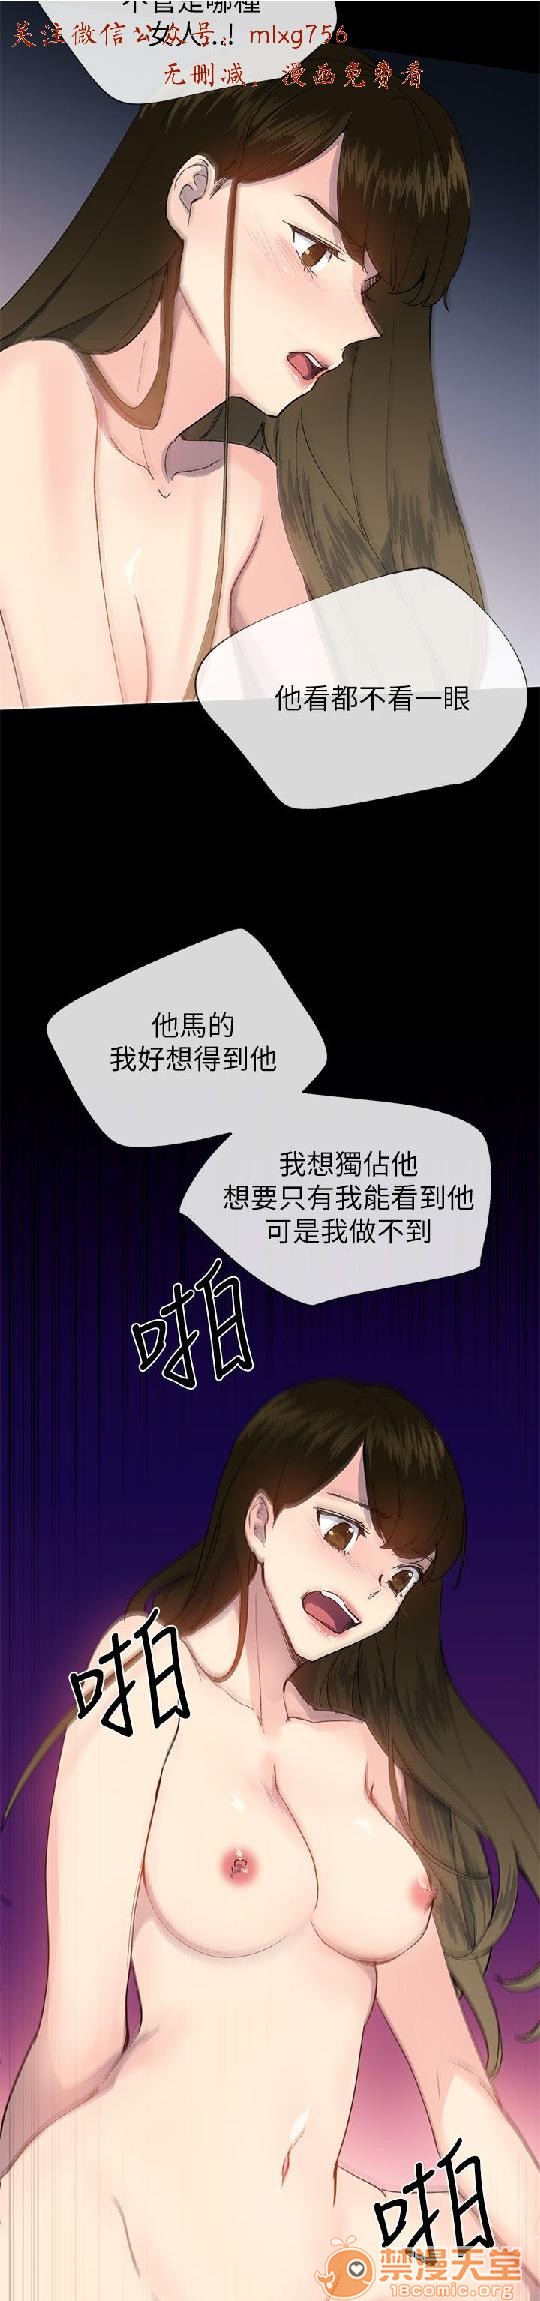 不管是哪種
女人...!
关注微信公众号：mlxg756
无删减，漫画免费看
他看都不看一眼
他馬的
我好想得到他
我想獨佔他
想要只有我能看到他
可是我做不到
啪
啪
啪
禁漫天堂
18comic.org